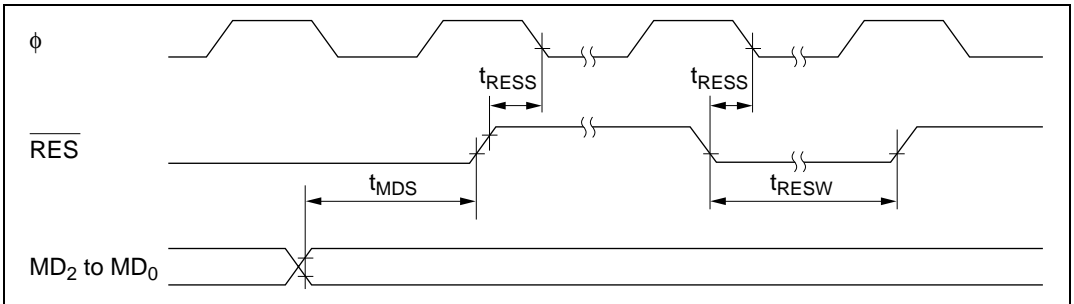 φ
tRESS
tRESS
RES
tMDS
tRESW
MD2 to MD0